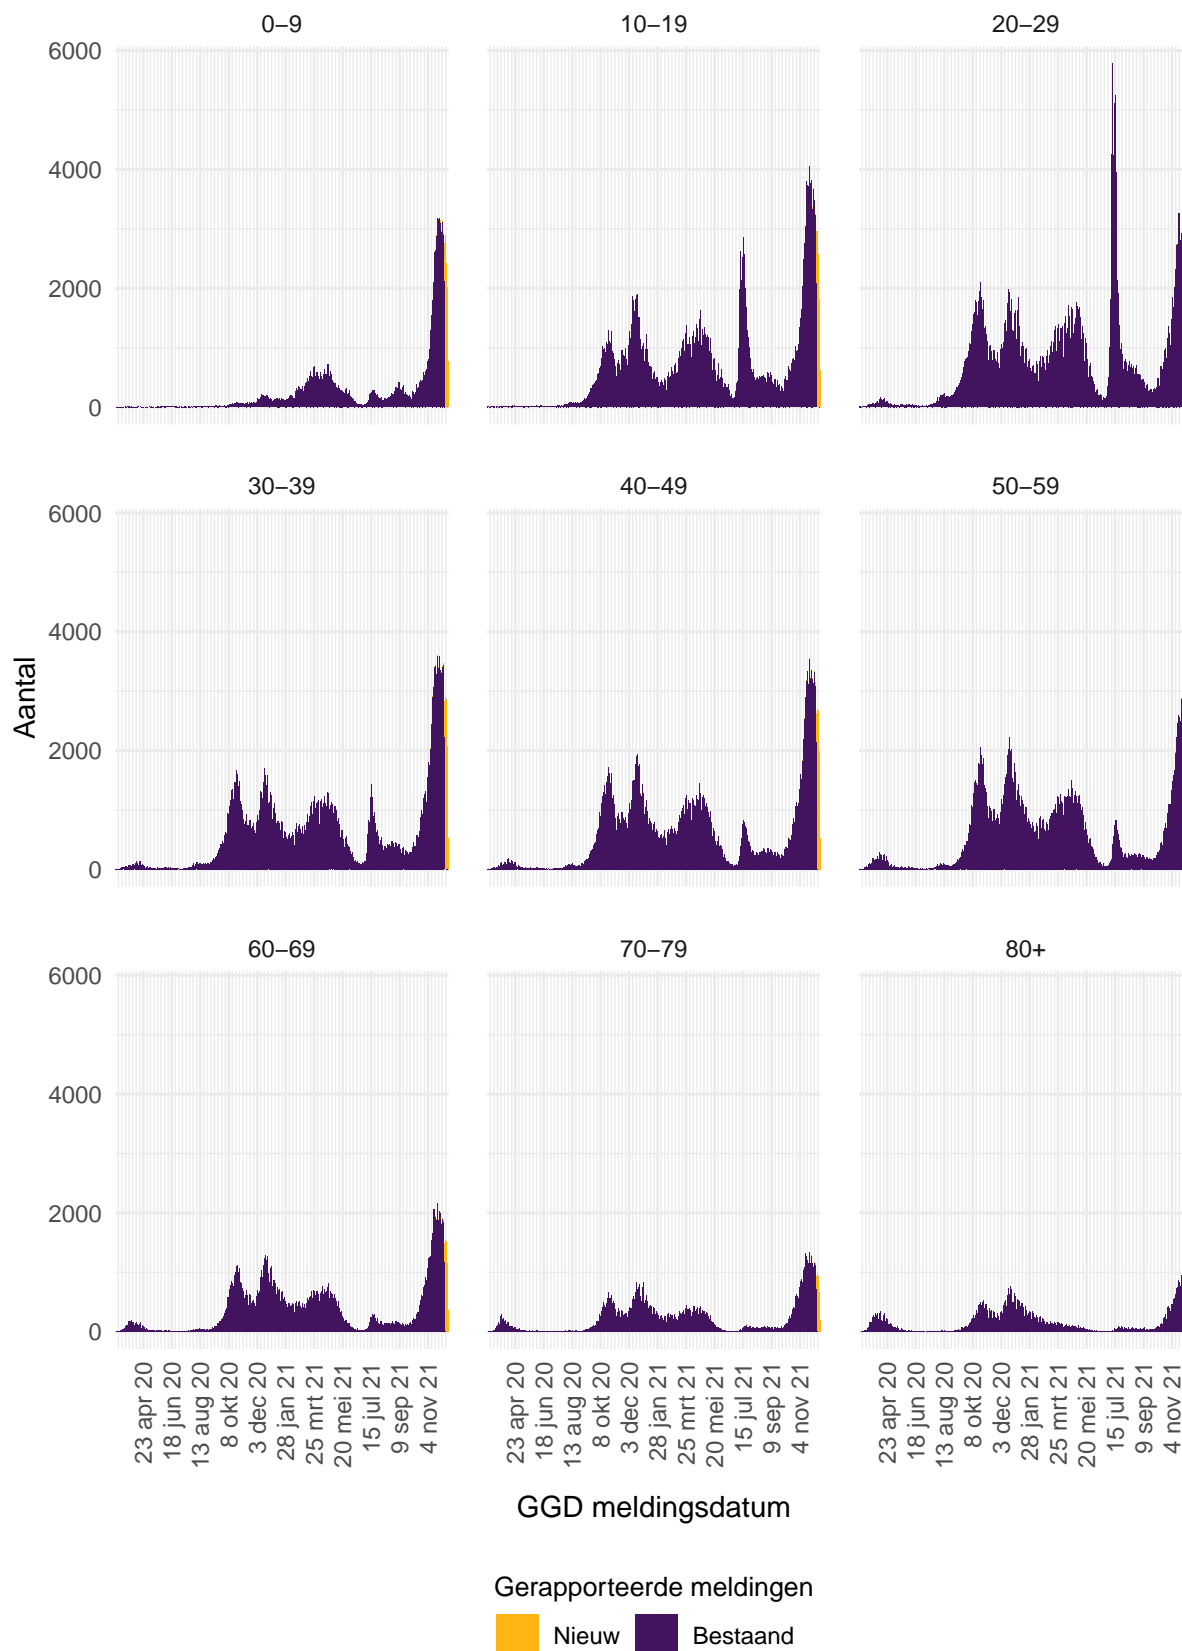 0–9 10–19 20–29
6000
4000
2000
0
30–39 40–49 50–59
6000
4000
2000
0
Aantal
60–69 70–79 80+
6000
4000
2000
0
23 apr 20
18 jun 20
13 aug 20
8 okt 20
3 dec 20
28 jan 21
25 mrt 21
20 mei 21
15 jul 21
9 sep 21
4 nov 21
23 apr 20
18 jun 20
13 aug 20
8 okt 20
3 dec 20
28 jan 21
25 mrt 21
20 mei 21
15 jul 21
9 sep 21
4 nov 21
23 apr 20
18 jun 20
13 aug 20
8 okt 20
3 dec 20
28 jan 21
25 mrt 21
20 mei 21
15 jul 21
9 sep 21
4 nov 21
GGD meldingsdatum
Gerapporteerde meldingen
Nieuw Bestaand